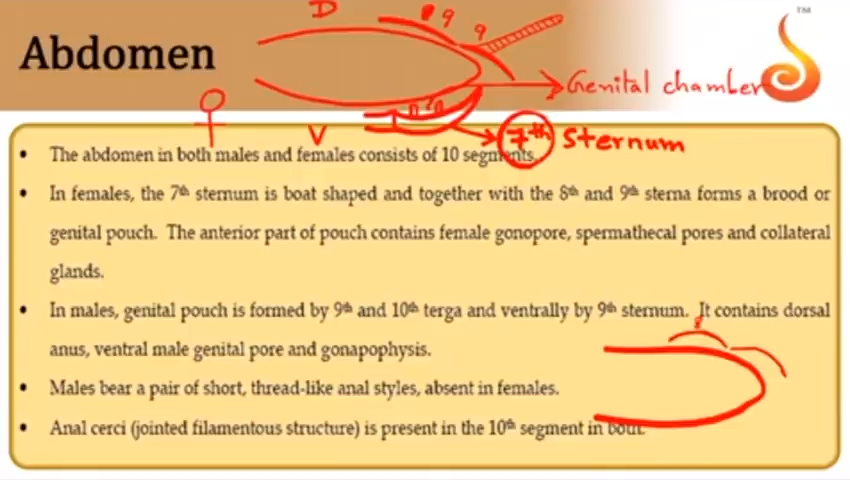 D
8 9
9
TM
Abdomen
Genital chamber
♀
V
7th Sternum
• The abdomen in both males and females consists of 10 segments.
• In females, the 7th sternum is boat shaped and together with the 8th and 9th sterna forms a brood or
genital pouch. The anterior part of pouch contains female gonopore, spermathecal pores and collateral
glands.
• In males, genital pouch is formed by 9th and 10th terga and ventrally by 9th sternum. It contains dorsal
anus, ventral male genital pore and gonapophysis.
8
• Males bear a pair of short, thread-like anal styles, absent in females.
• Anal cerci (jointed filamentous structure) is present in the 10th segment in both.